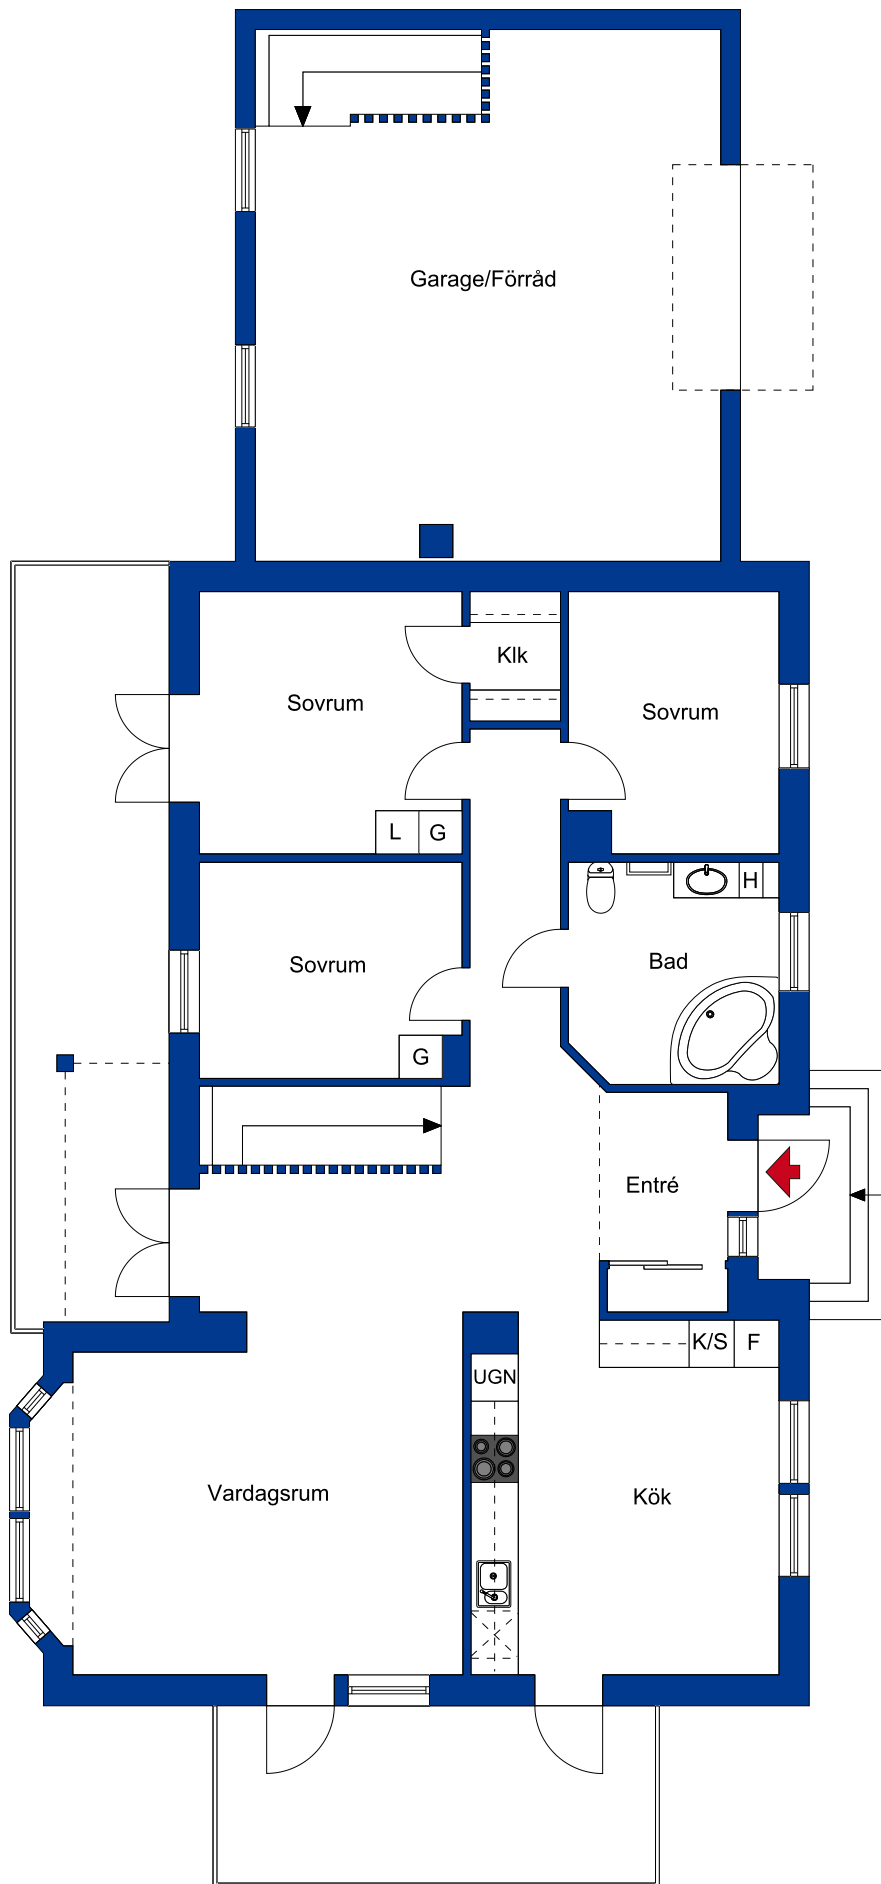 Garage/Förråd
Klk
Sovrum
Sovrum
L G
H
Sovrum
Bad
G
Entré
K/S F
UGN
Vardagsrum
Kök